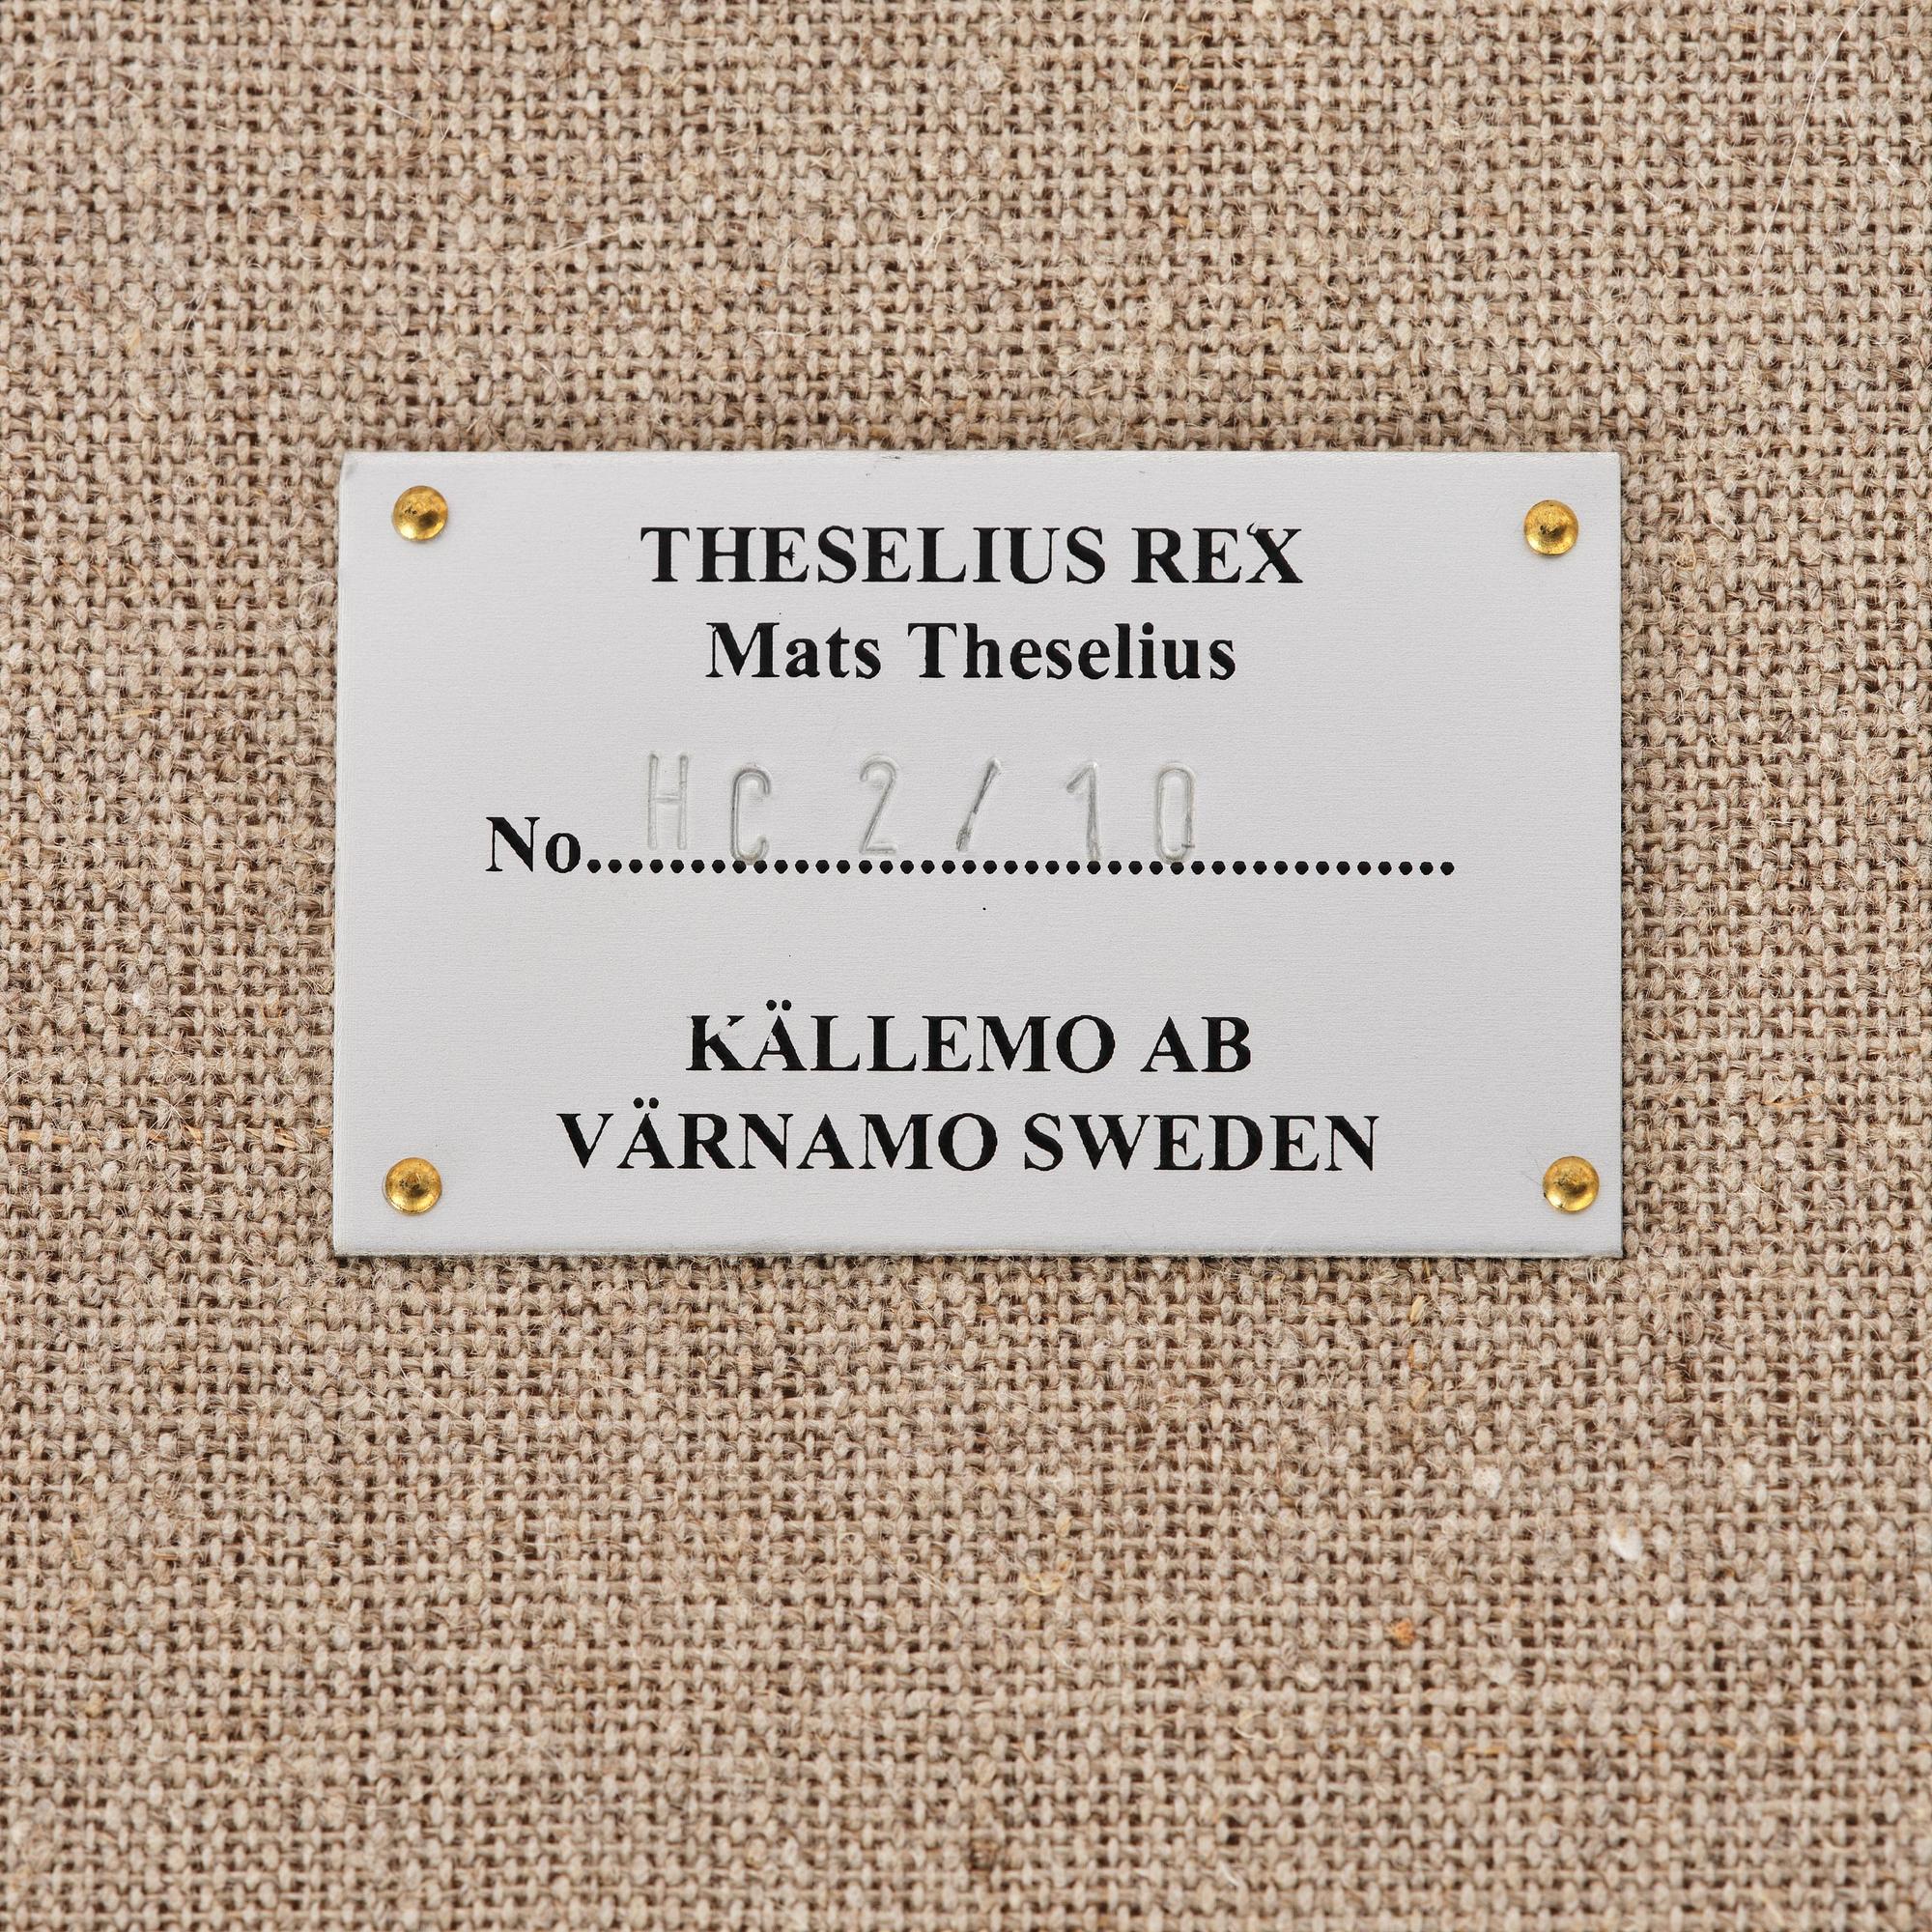 THESELIUS REX
Mats Theselius
No.......HC 2/10.......
KÄLLEMO AB
VÄRNAMO SWEDEN